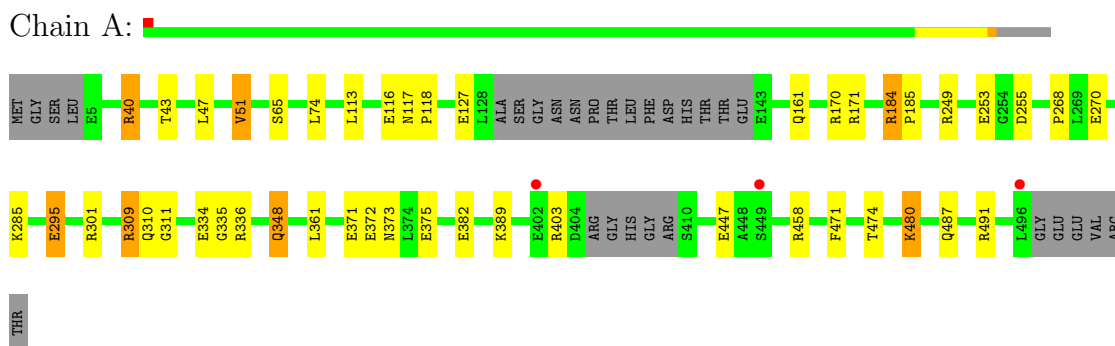 Chain A:
MET GLY SER LEU E5 R40 T43 L47 V51 S65 L74 L113 E116 N117 P118 E127 L128 ALA SER GLY ASN ASN PRO THR LEU PHE ASP HIS THR THR GLU E143 Q161 R170 R171 R184 P185 R249 E253 G254 D255 P268 L269 E270
K285 E295 R301 R309 Q310 G311 E334 G335 R336 Q348 L361 E371 E372 N373 L374 E375 E382 K389 E402 R403 D404 ARG GLY HIS GLY ARG S410 E447 A448 S449 R458 F471 T474 K480 Q487 R491 L496 GLY GLU GLU VAL ARG
THR